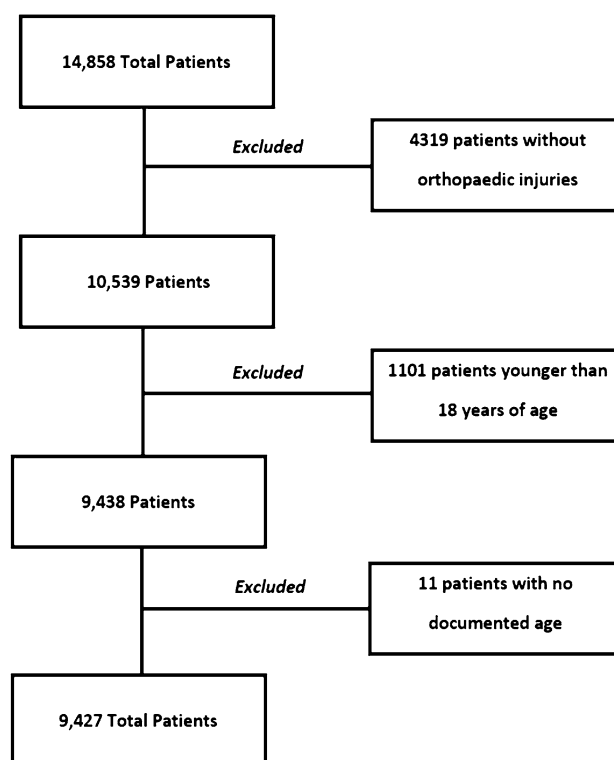 14,858 Total Patients
Excluded
4319 patients without
orthopaedic injuries
10,539 Patients
Excluded
1101 patients younger than
18 years of age
9,438 Patients
Excluded
11 patients with no
documented age
9,427 Total Patients